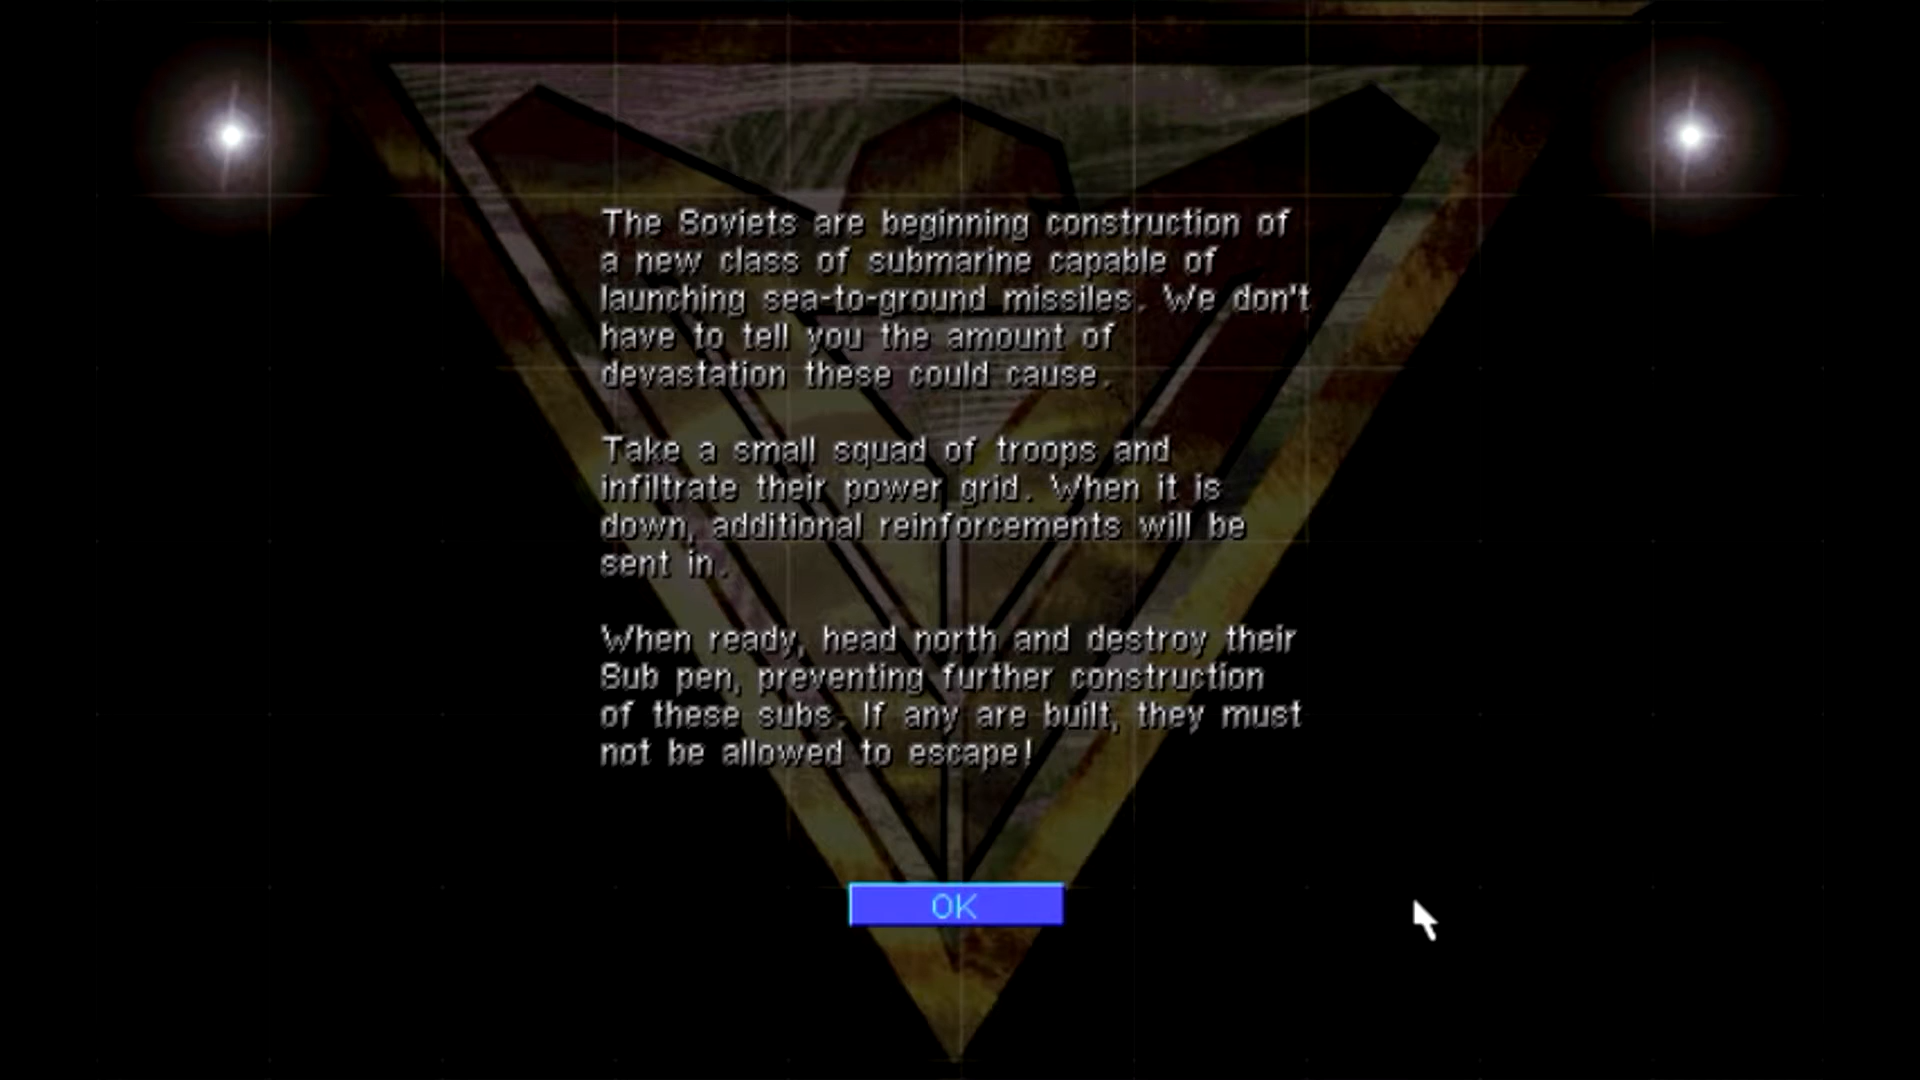 The Soviets are beginning construction of
a new class of submarine capable of
launching sea-to-ground missiles. We don't
have to tell you the amount of
devastation these could cause.
Take a small squad of troops and
infiltrate their power grid. When it is
down, additional reinforcements will be
sent in.
When ready, head north and destroy their
Sub pen, preventing further construction
of these subs. If any are built, they must
not be allowed to escape!
OK